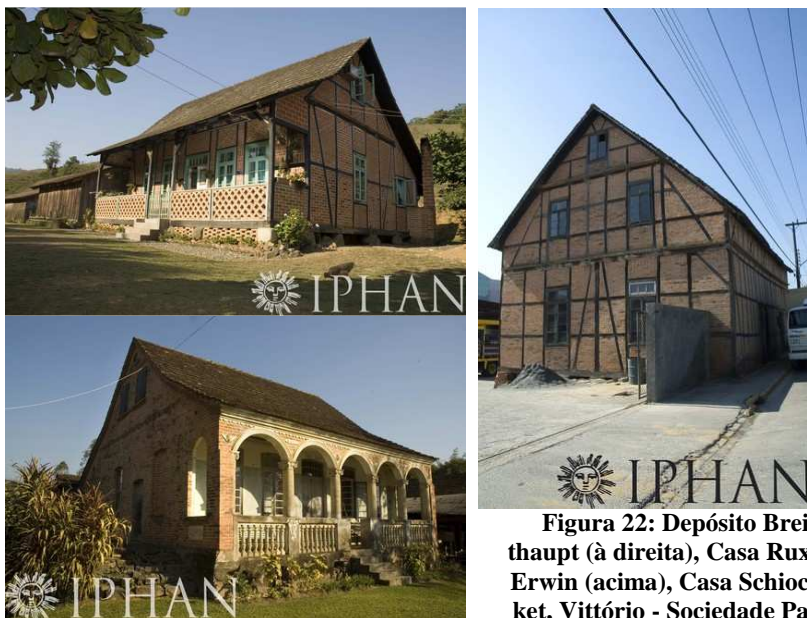 IPHAN
IPHAN
IPHAN
Figura 22: Depósito Brei
thaupt (à direita), Casa Rux
Erwin (acima), Casa Schioc
ket, Vittório - Sociedade Pa